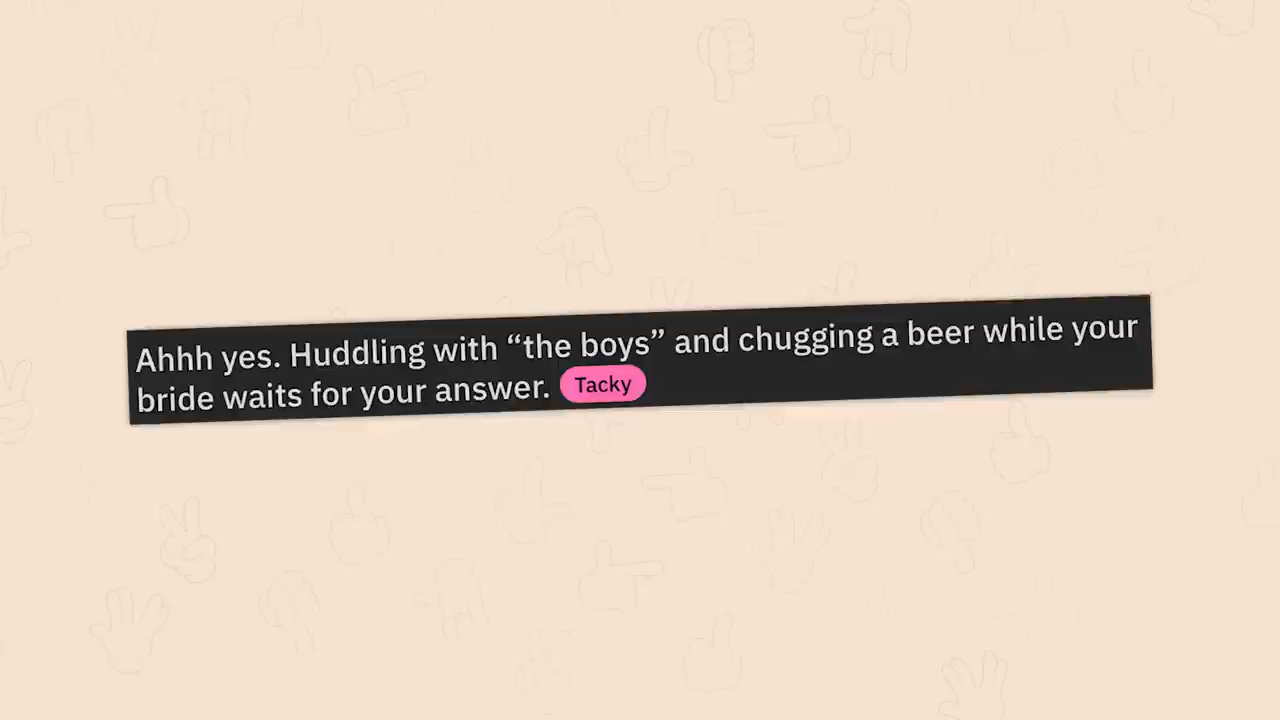 Ahhh yes. Huddling with “the boys” and chugging a beer while your
bride waits for your answer. Tacky